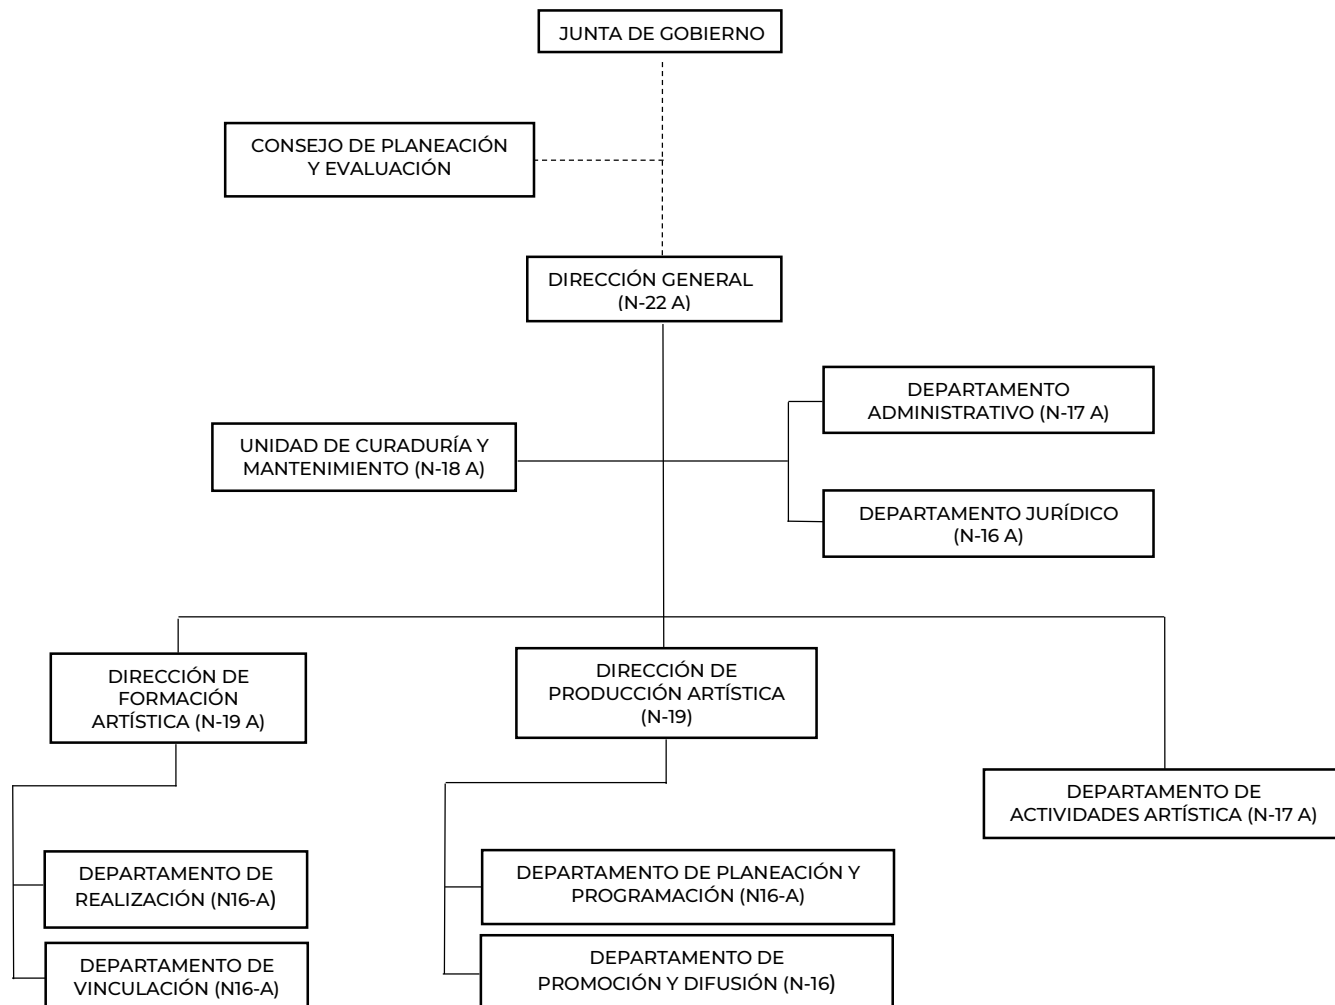 JUNTA DE GOBIERNO
CONSEJO DE PLANEACIÓN
Y EVALUACIÓN
DIRECCIÓN GENERAL
(N-22 A)
DEPARTAMENTO
ADMINISTRATIVO (N-17 A)
UNIDAD DE CURADURÍA Y
MANTENIMIENTO (N-18 A)
DEPARTAMENTO JURÍDICO
(N-16 A)
DIRECCIÓN DE
FORMACIÓN
ARTÍSTICA (N-19 A)
DIRECCIÓN DE
PRODUCCIÓN ARTÍSTICA
(N-19)
DEPARTAMENTO DE
ACTIVIDADES ARTÍSTICA (N-17 A)
DEPARTAMENTO DE
REALIZACIÓN (N16-A)
DEPARTAMENTO DE PLANEACIÓN Y
PROGRAMACIÓN (N16-A)
DEPARTAMENTO DE
VINCULACIÓN (N16-A)
DEPARTAMENTO DE
PROMOCIÓN Y DIFUSIÓN (N-16)